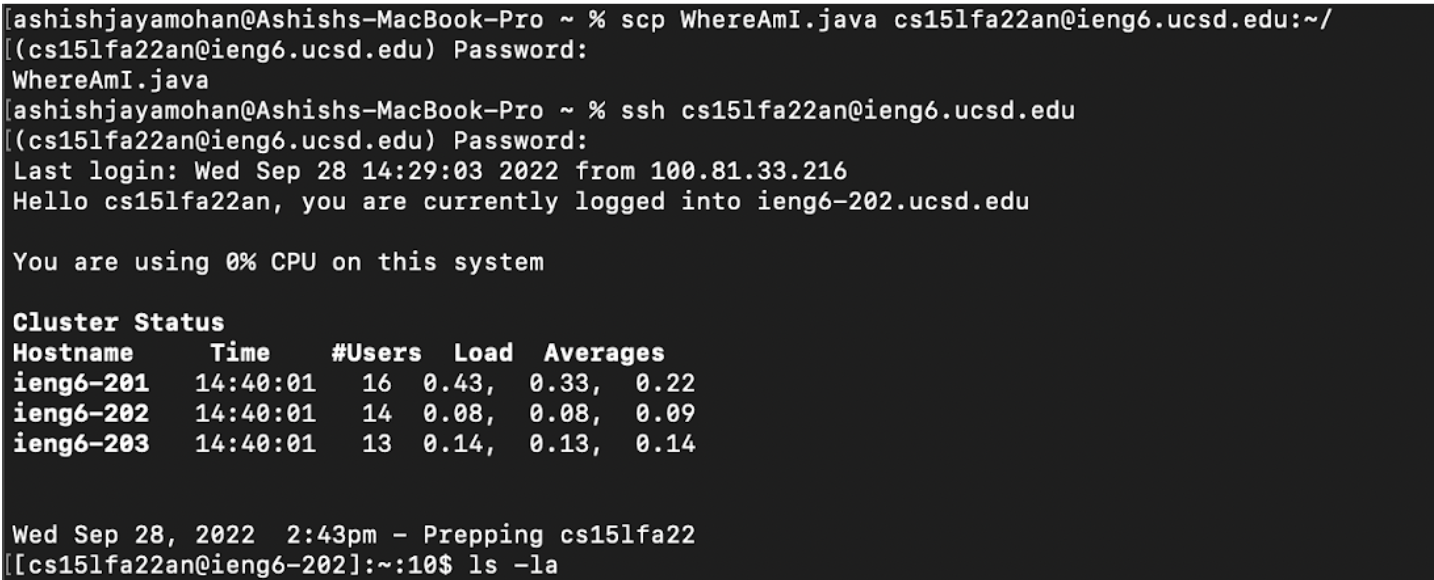 [ashishjayamohan@Ashishs-MacBook-Pro ~ % scp WhereAmI.java cs15lfa22an@ieng6.ucsd.edu:~/
[(cs15lfa22an@ieng6.ucsd.edu) Password:
WhereAmI.java
[ashishjayamohan@Ashishs-MacBook-Pro ~ % ssh cs15lfa22an@ieng6.ucsd.edu
[(cs15lfa22an@ieng6.ucsd.edu) Password:
Last login: Wed Sep 28 14:29:03 2022 from 100.81.33.216
Hello cs15lfa22an, you are currently logged into ieng6-202.ucsd.edu
You are using 0% CPU on this system
Cluster Status
Hostname Time #Users Load Averages
ieng6-201 14:40:01 16 0.43, 0.33, 0.22
ieng6-202 14:40:01 14 0.08, 0.08, 0.09
ieng6-203 14:40:01 13 0.14, 0.13, 0.14
Wed Sep 28, 2022 2:43pm - Prepping cs15lfa22
[[cs15lfa22an@ieng6-202]:~:10$ ls -la